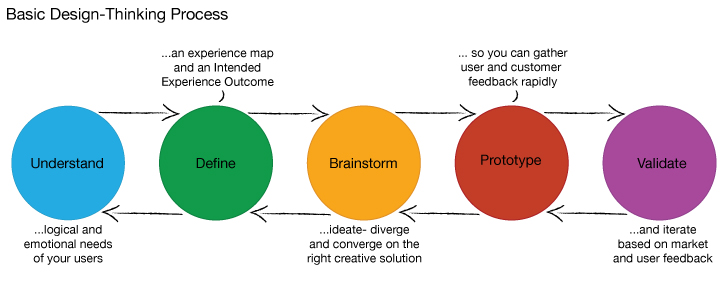 Basic Design-Thinking Process
...an experience map
and an Intended
Experience Outcome
... so you can gather
user and customer
feedback rapidly
Understand
Define
Brainstorm
Prototype
Validate
...logical and
emotional needs
of your users
...ideate- diverge
and converge on the
right creative solution
...and iterate
based on market
and user feedback